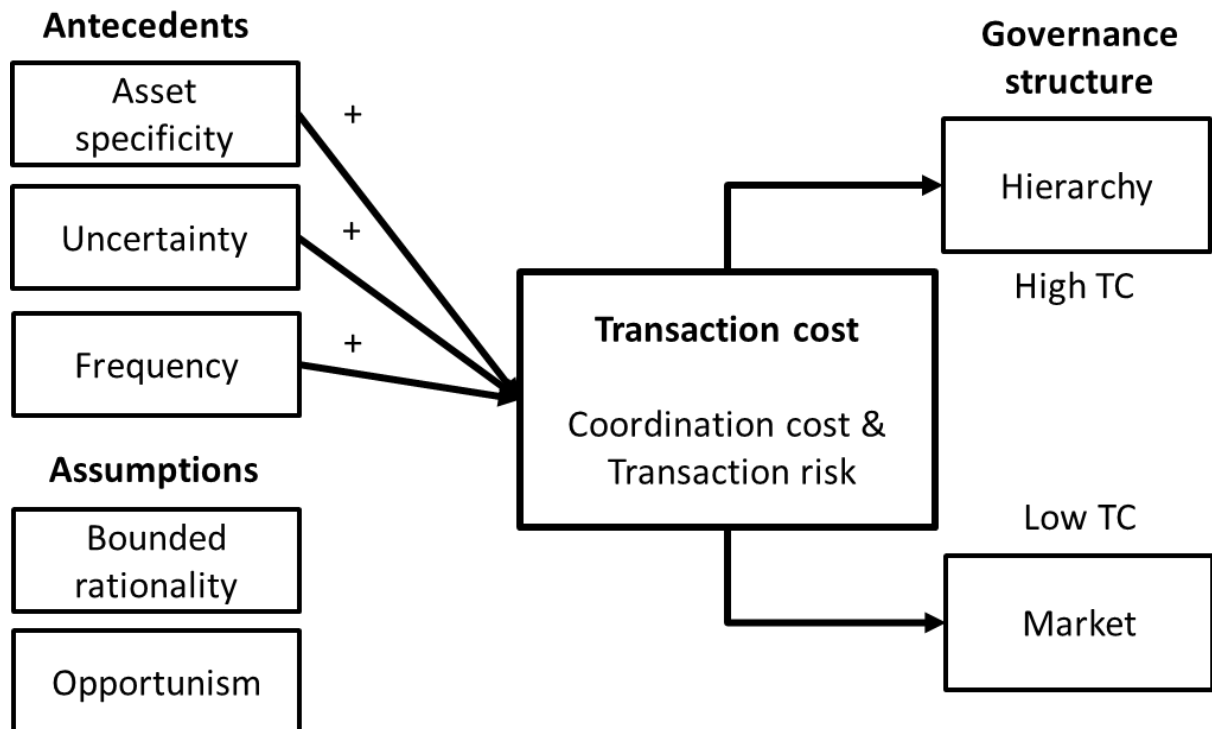 Antecedents
Asset
specificity
+
Uncertainty
+
Frequency
+
Assumptions
Bounded
rationality
Opportunism
Transaction cost
Coordination cost &
Transaction risk
Governance
structure
Hierarchy
High TC
Low TC
Market